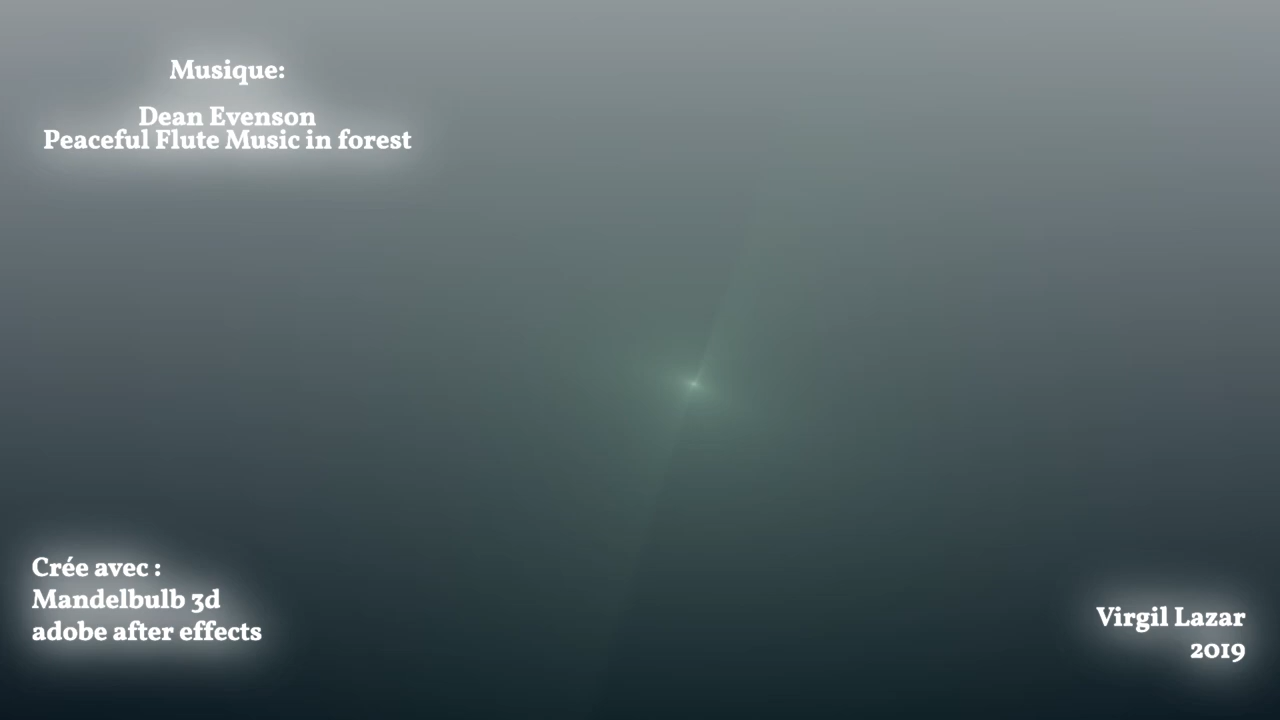 Musique:
Dean Evenson
Peaceful Flute Music in forest
Crée avec :
Mandelbulb 3d
adobe after effects
Virgil Lazar
2019